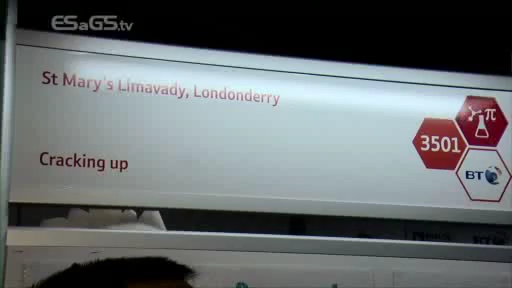 ESaGS.tv
St Mary's Limavady, Londonderry
π
3501
BT
Cracking up